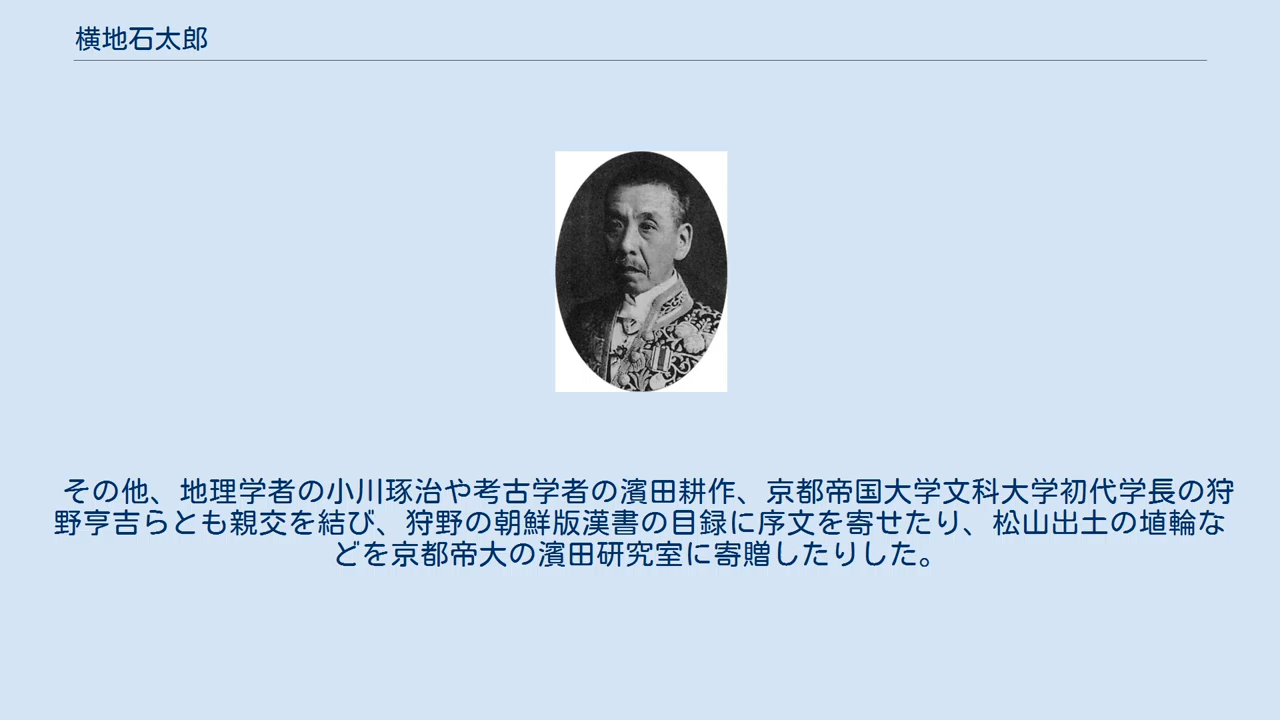 横地石太郎
その他、地理学者の小川琢治や考古学者の濱田耕作、京都帝国大学文科大学初代学長の狩
野亨吉らとも親交を結び、狩野の朝鮮版漢書の目録に序文を寄せたり、松山出土の埴輪な
どを京都帝大の濱田研究室に寄贈したりした。